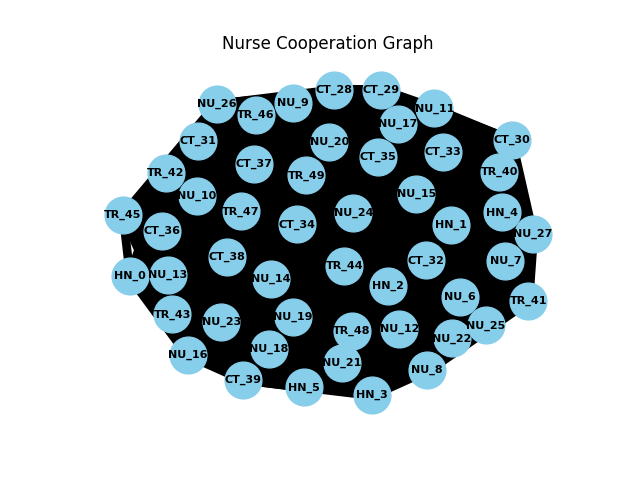 Nurse Cooperation Graph
CT_28
CT_29
NU_26
NU_9
NU_11
TR_46
NU_17
CT_31
NU_20
CT_30
CT_33
CT_35
CT_37
TR_42
TR_49
TR_40
NU_10
NU_15
TR_47
NU_24
HN_4
TR_45
CT_34
HN_1
CT_36
NU_27
CT_38
CT_32
NU_7
TR_44
HN_0
NU_13
NU_14
HN_2
NU_6
TR_41
TR_43
NU_23
NU_19
NU_25
TR_48
NU_12
NU_22
NU_18
NU_16
NU_21
NU_8
CT_39
HN_5
HN_3